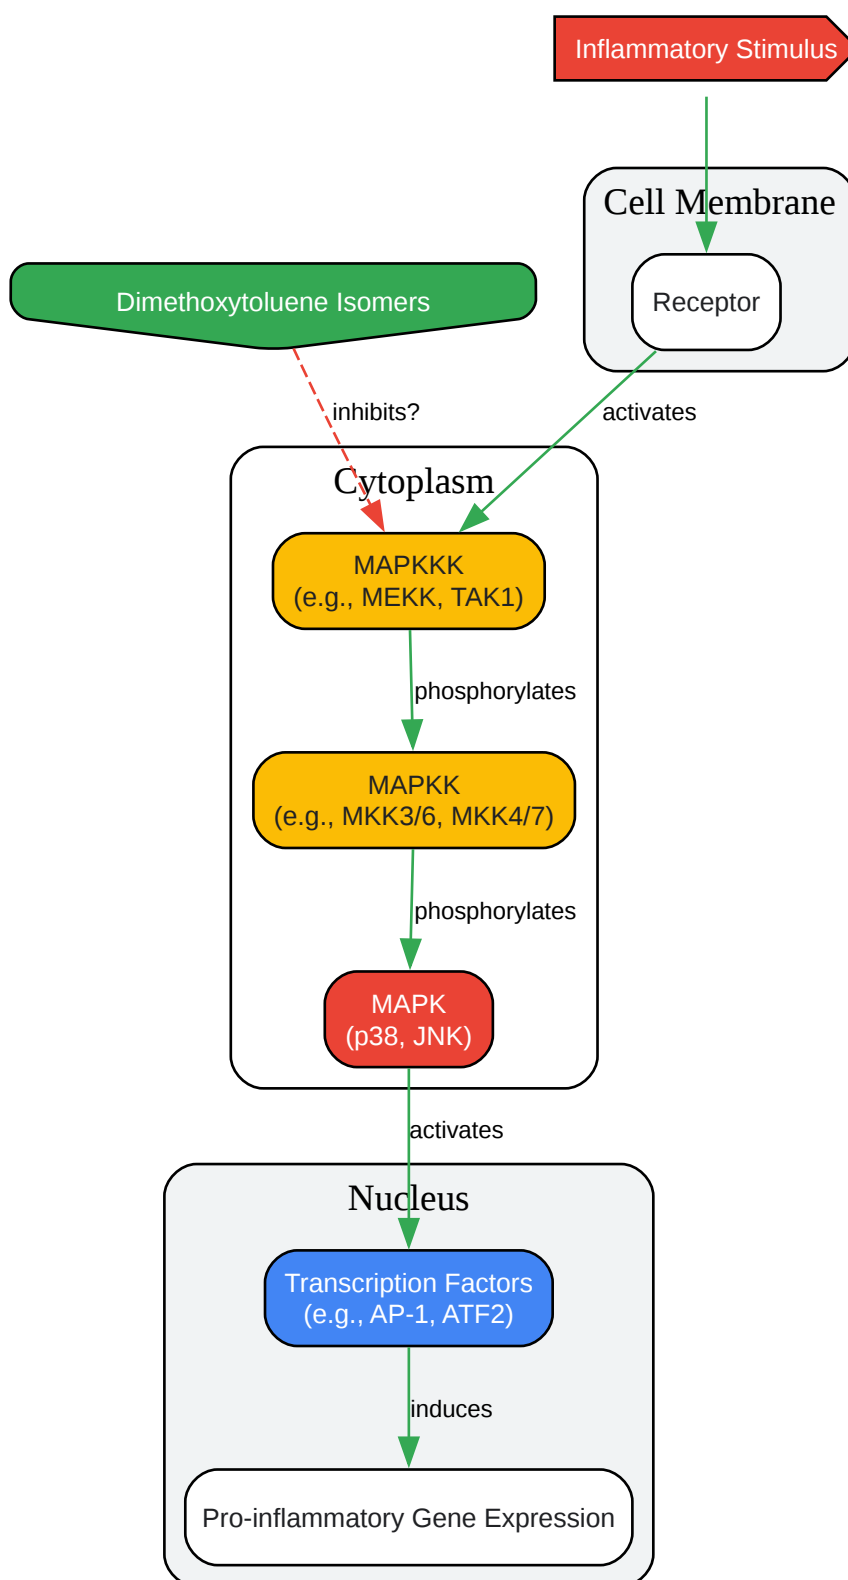 Inflammatory Stimulus
Cell Membrane
Receptor
Dimethoxytoluene Isomers
inhibits?
activates
Cytoplasm
MAPKKK
(e.g., MEKK, TAK1)
phosphorylates
MAPKK
(e.g., MKK3/6, MKK4/7)
phosphorylates
MAPK
(p38, JNK)
activates
Nucleus
Transcription Factors
(e.g., AP-1, ATF2)
induces
Pro-inflammatory Gene Expression